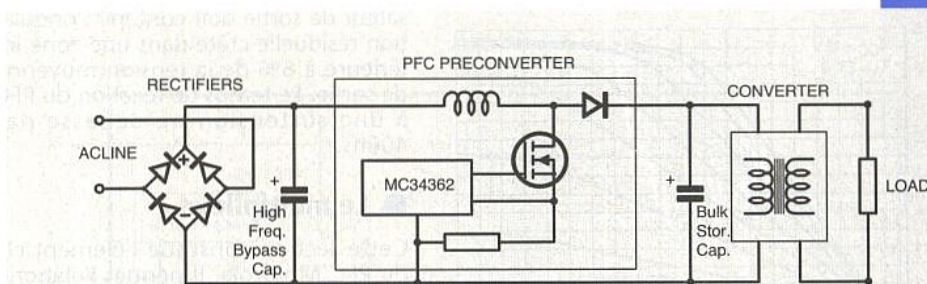 PFC PRECONVERTER
RECTIFIERS
CONVERTER
ACLINE
MC34362
LOAD
+
-
+
High
Freq.
Bypass
Cap.
+
Bulk
Stor.
Cap.